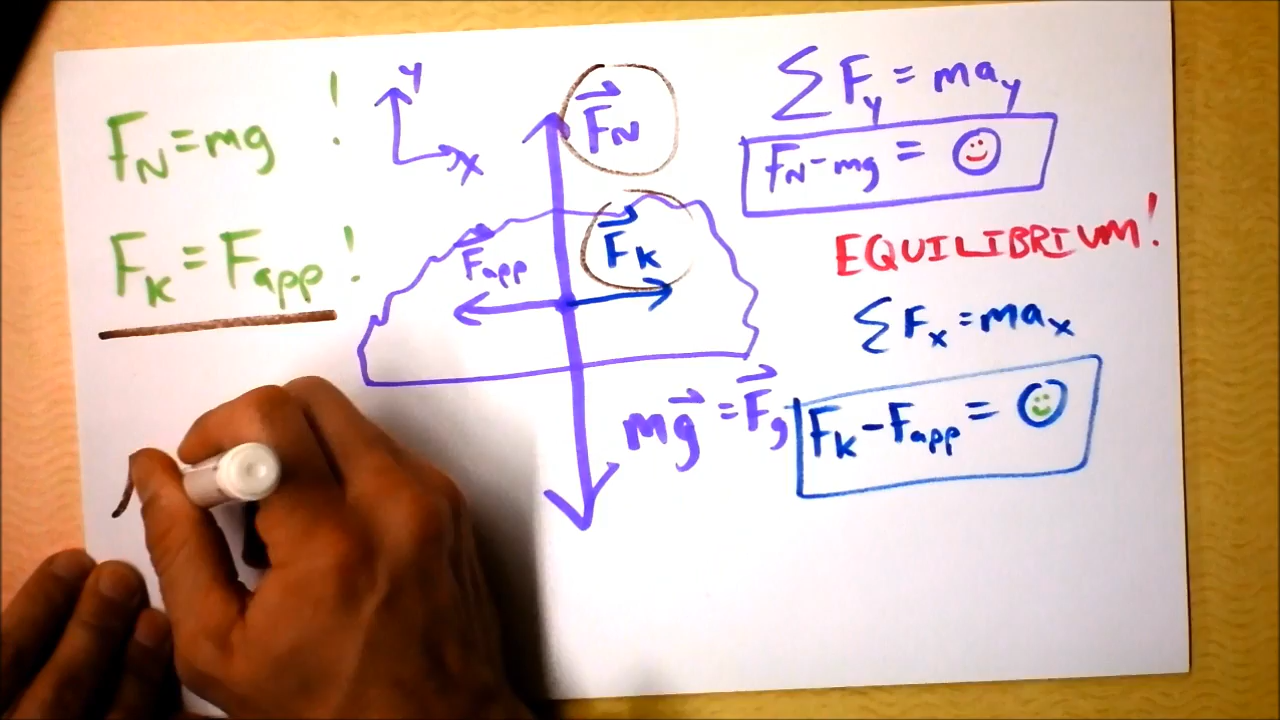 F_N = mg !
F_K = F_app !
y
x
F_N
F_app
F_K
mg = F_g
Σ F_y = ma_y
F_N - mg = ☺
EQUILIBRIUM!
Σ F_x = ma_x
F_K - F_app = ☺